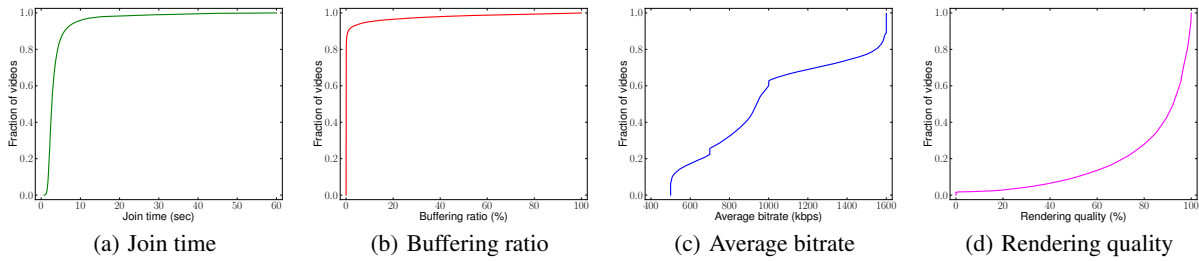 1.0
0.8
0.6
0.4
0.2
0.0
Fraction of videos
0 10 20 30 40 50 60
Join time (sec)
(a) Join time
1.0
0.8
0.6
0.4
0.2
0.0
Fraction of videos
0 20 40 60 80 100
Buffering ratio (%)
(b) Buffering ratio
1.0
0.8
0.6
0.4
0.2
0.0
Fraction of videos
400 600 800 1000 1200 1400 1600
Average bitrate (kbps)
(c) Average bitrate
1.0
0.8
0.6
0.4
0.2
0.0
Fraction of videos
0 20 40 60 80 100
Rendering quality (%)
(d) Rendering quality